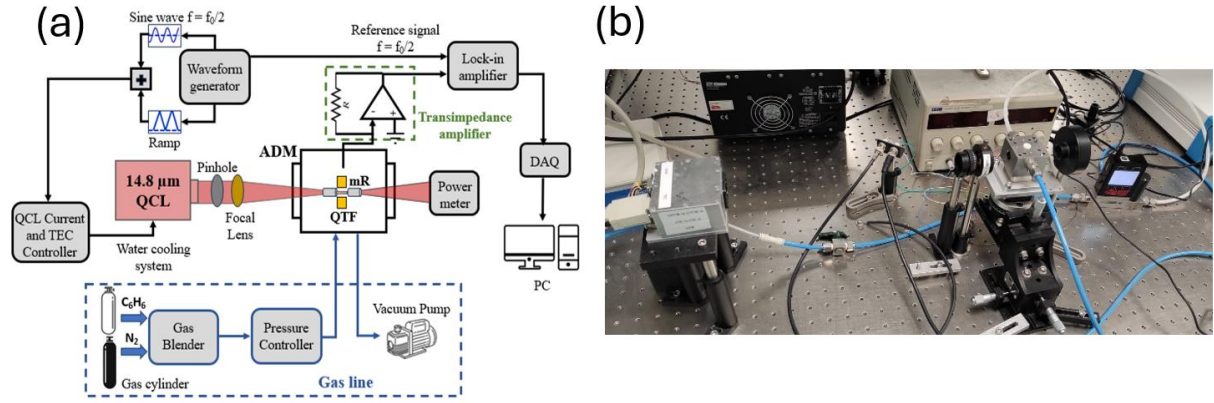 (a)
(b)
Sine wave f = f₀/2
Reference signal
f = f₀/2
Waveform
generator
Lock-in
amplifier
+
R
- +
Transimpedance
amplifier
Ramp
ADM
Pinhole
14.8 µm
QCL
mR
QTF
Power
meter
DAQ
Focal
Lens
QCL Current
and TEC
Controller
Water cooling
system
PC
C₆H₆
N₂
Gas
Blender
Pressure
Controller
Vacuum Pump
Gas cylinder
Gas line